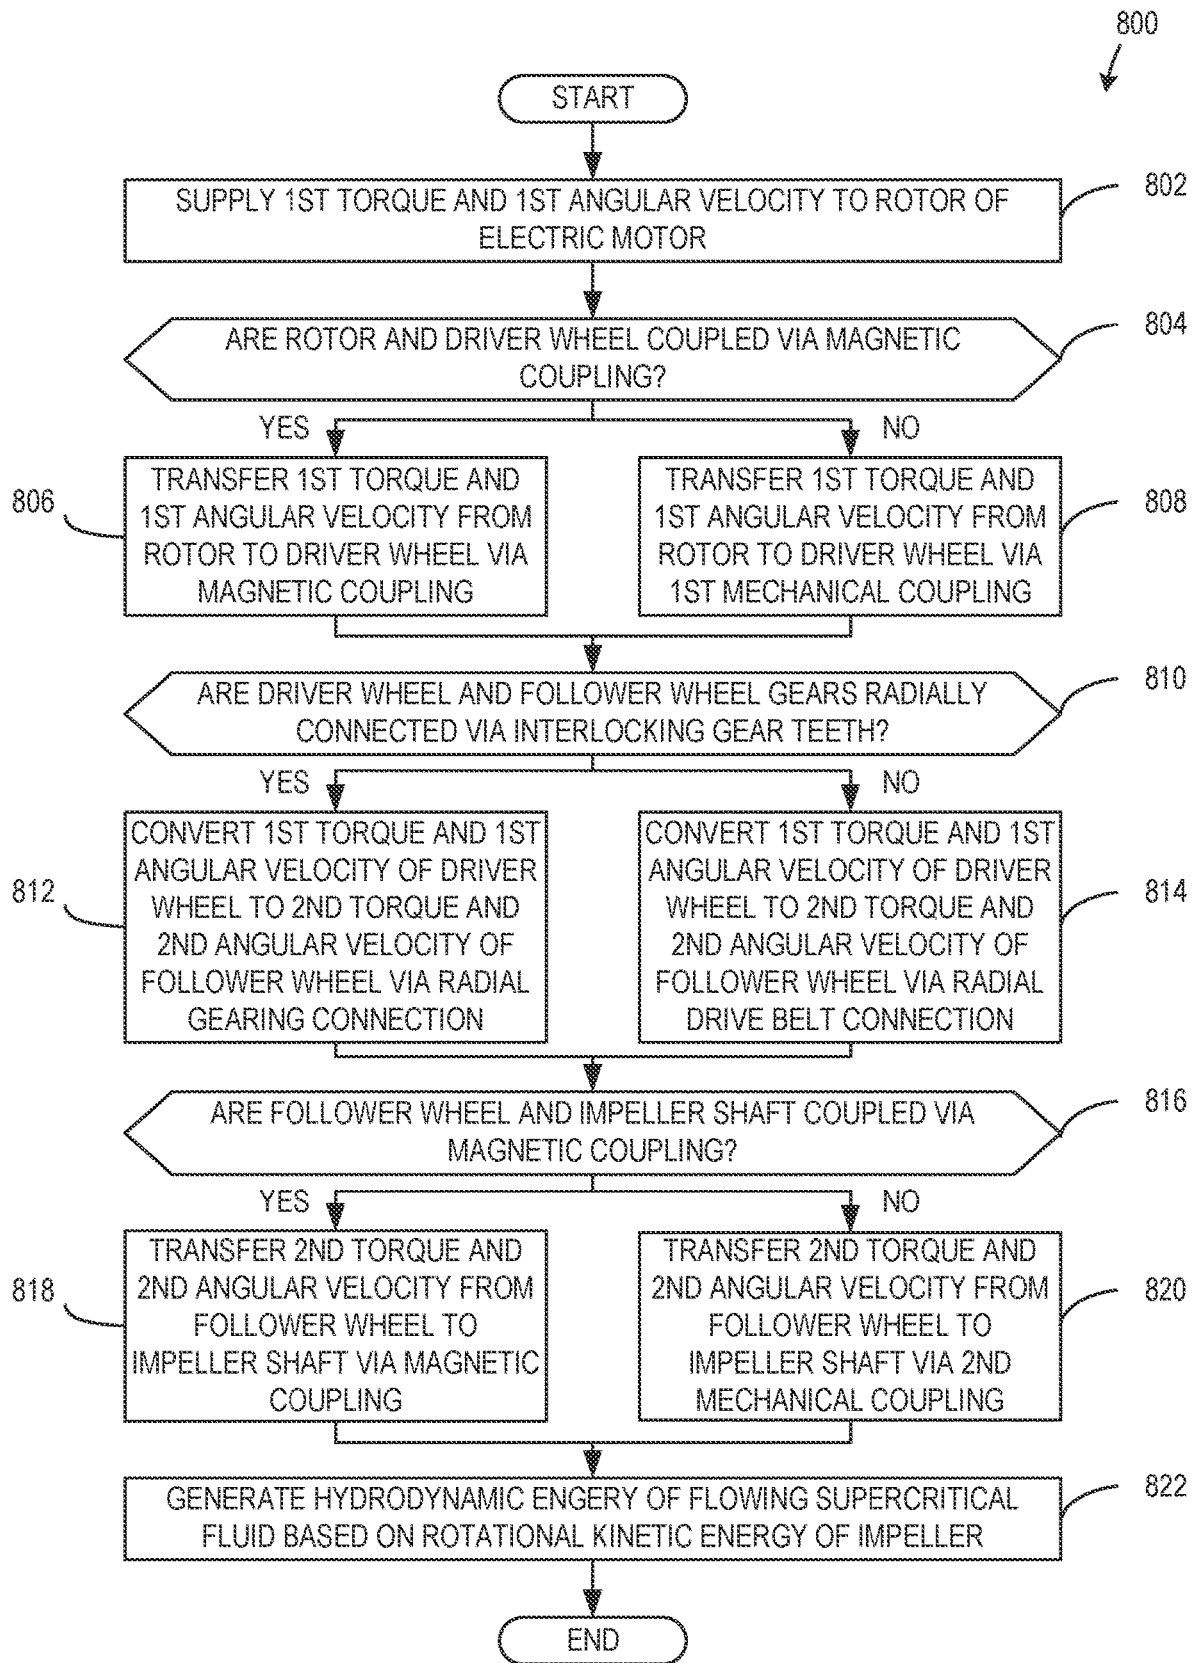 800
START
SUPPLY 1ST TORQUE AND 1ST ANGULAR VELOCITY TO ROTOR OF
ELECTRIC MOTOR
802
ARE ROTOR AND DRIVER WHEEL COUPLED VIA MAGNETIC
COUPLING?
804
YES
NO
806
TRANSFER 1ST TORQUE AND
1ST ANGULAR VELOCITY FROM
ROTOR TO DRIVER WHEEL VIA
MAGNETIC COUPLING
TRANSFER 1ST TORQUE AND
1ST ANGULAR VELOCITY FROM
ROTOR TO DRIVER WHEEL VIA
1ST MECHANICAL COUPLING
808
ARE DRIVER WHEEL AND FOLLOWER WHEEL GEARS RADIALLY
CONNECTED VIA INTERLOCKING GEAR TEETH?
810
YES
NO
812
CONVERT 1ST TORQUE AND 1ST
ANGULAR VELOCITY OF DRIVER
WHEEL TO 2ND TORQUE AND
2ND ANGULAR VELOCITY OF
FOLLOWER WHEEL VIA RADIAL
GEARING CONNECTION
CONVERT 1ST TORQUE AND 1ST
ANGULAR VELOCITY OF DRIVER
WHEEL TO 2ND TORQUE AND
2ND ANGULAR VELOCITY OF
FOLLOWER WHEEL VIA RADIAL
DRIVE BELT CONNECTION
814
ARE FOLLOWER WHEEL AND IMPELLER SHAFT COUPLED VIA
MAGNETIC COUPLING?
816
YES
NO
818
TRANSFER 2ND TORQUE AND
2ND ANGULAR VELOCITY FROM
FOLLOWER WHEEL TO
IMPELLER SHAFT VIA MAGNETIC
COUPLING
TRANSFER 2ND TORQUE AND
2ND ANGULAR VELOCITY FROM
FOLLOWER WHEEL TO
IMPELLER SHAFT VIA 2ND
MECHANICAL COUPLING
820
GENERATE HYDRODYNAMIC ENGERY OF FLOWING SUPERCRITICAL
FLUID BASED ON ROTATIONAL KINETIC ENERGY OF IMPELLER
822
END